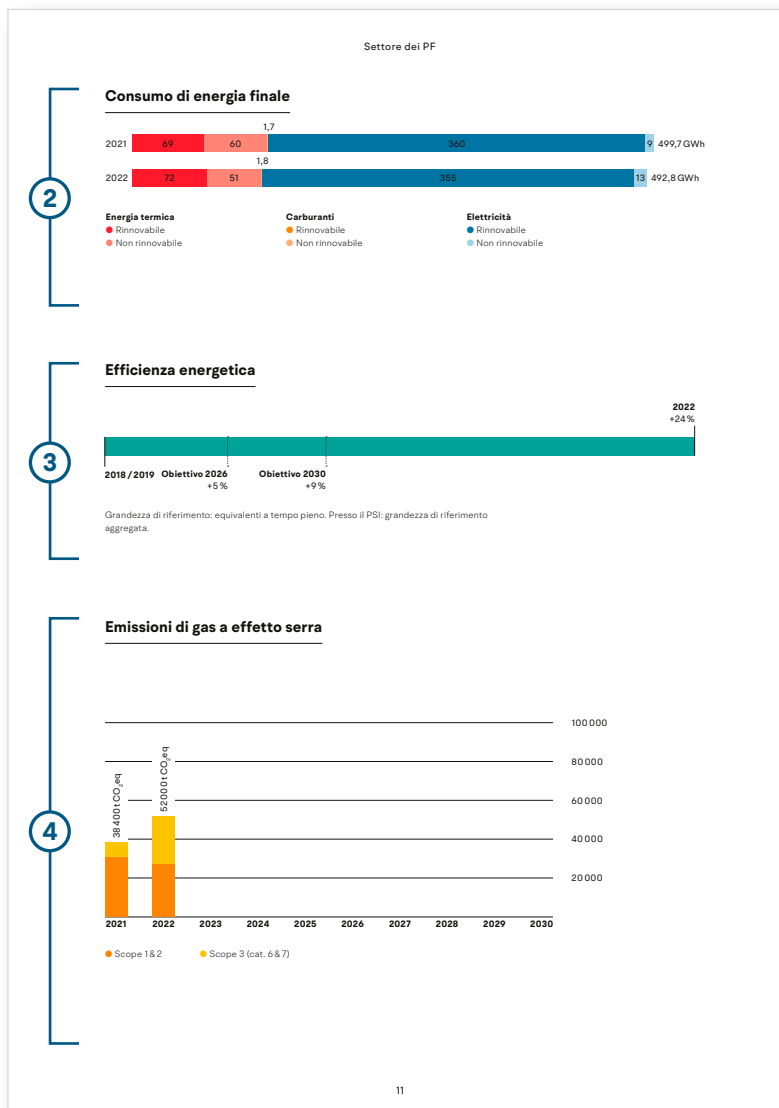 Settore dei PF
2
Consumo di energia finale
1,7
2021 69 60 360 9 499,7 GWh
1,8
2022 72 51 355 13 492,8 GWh
Energia termica Carburanti Elettricità
Rinnovabile Rinnovabile Rinnovabile
Non rinnovabile Non rinnovabile Non rinnovabile
3
Efficienza energetica
2022
+24 %
2018 / 2019 Obiettivo 2026 Obiettivo 2030
+5 % +9 %
Grandezza di riferimento: equivalenti a tempo pieno. Presso il PSI: grandezza di riferimento
aggregata.
4
Emissioni di gas a effetto serra
100 000
80 000
60 000
40 000
20 000
38 400 t CO₂eq
52 000 t CO₂eq
2021 2022 2023 2024 2025 2026 2027 2028 2029 2030
Scope 1 & 2 Scope 3 (cat. 6 & 7)
11